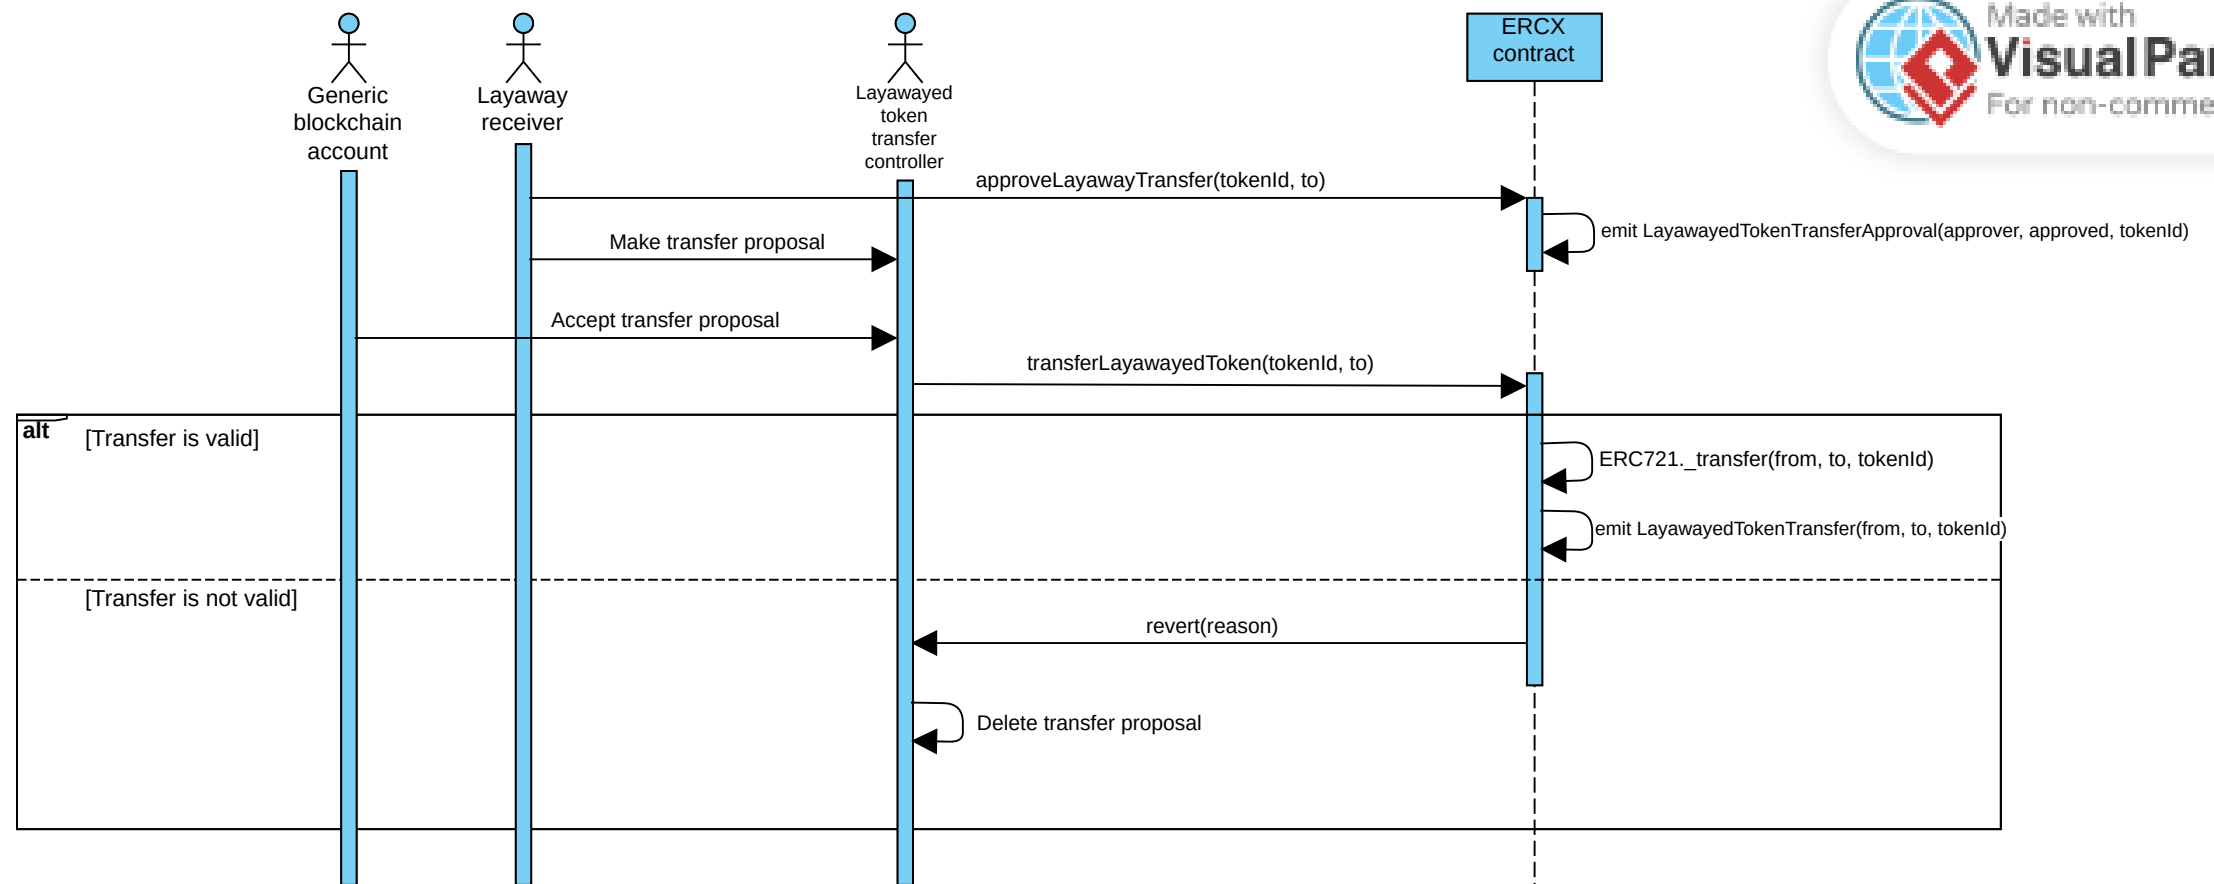 Generic
blockchain
account
Layaway
receiver
Layawayed
token
transfer
controller
ERCX
contract
Made with
VisualPar
For non-comme
approveLayawayTransfer(tokenId, to)
emit LayawayedTokenTransferApproval(approver, approved, tokenId)
Make transfer proposal
Accept transfer proposal
transferLayawayedToken(tokenId, to)
alt
[Transfer is valid]
ERC721._transfer(from, to, tokenId)
emit LayawayedTokenTransfer(from, to, tokenId)
[Transfer is not valid]
revert(reason)
Delete transfer proposal